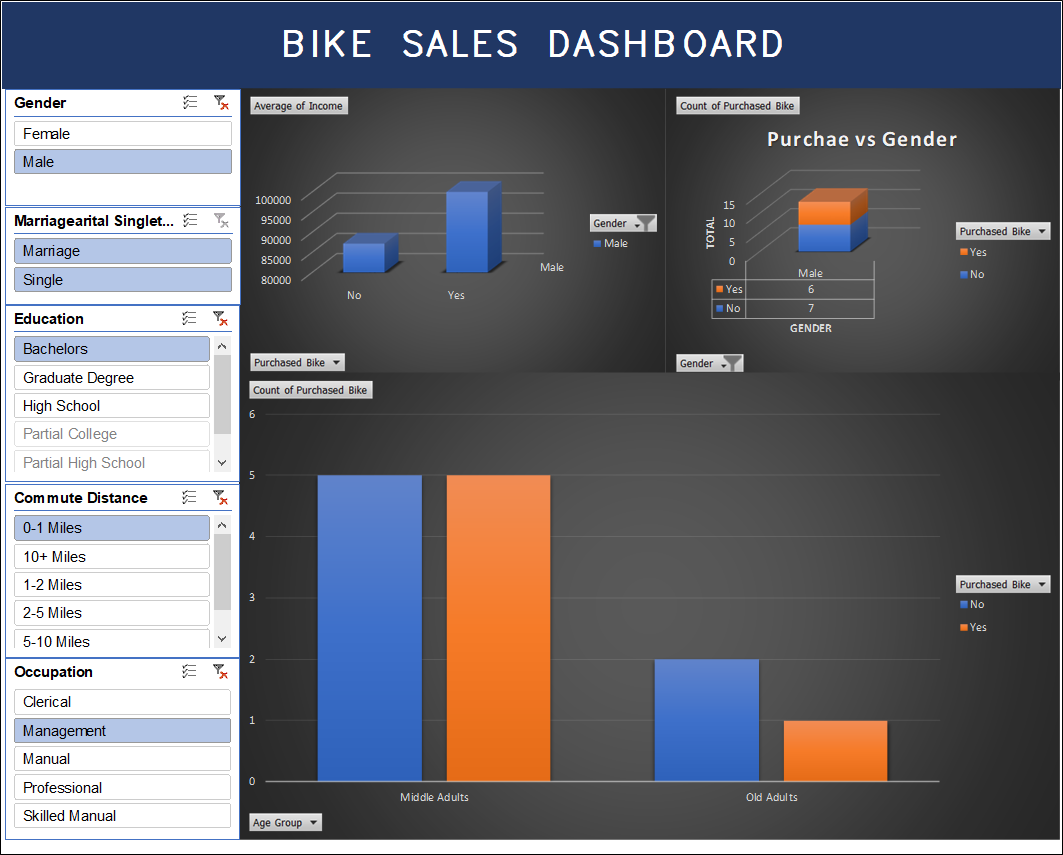 BIKE SALES DASHBOARD
Gender
Female
Male
Marriagearital Singlet...
Marriage
Single
Education
Bachelors
Graduate Degree
High School
Partial College
Partial High School
Commute Distance
0-1 Miles
10+ Miles
1-2 Miles
2-5 Miles
5-10 Miles
Occupation
Clerical
Management
Manual
Professional
Skilled Manual
Average of Income
100000
95000
90000
85000
80000
No
Yes
Male
Gender
Male
Purchased Bike
Count of Purchased Bike
Purchae vs Gender
TOTAL
15
10
5
0
Male
Yes 6
No 7
GENDER
Purchased Bike
Yes
No
Gender
Count of Purchased Bike
6
5
4
3
2
1
0
Middle Adults
Old Adults
Purchased Bike
No
Yes
Age Group